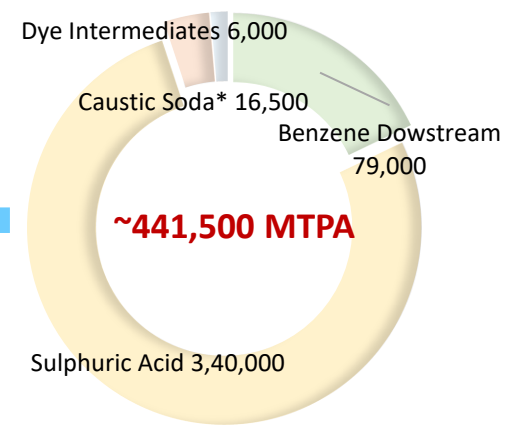 Dye Intermediates 6,000
Caustic Soda* 16,500
Benzene Dowstream
79,000
~441,500 MTPA
Sulphuric Acid 3,40,000